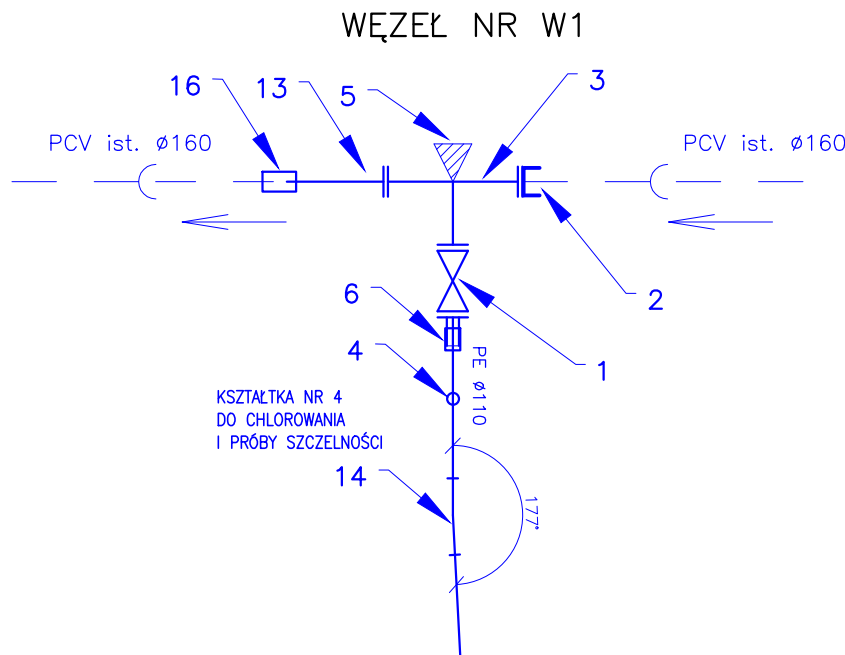 WĘZEŁ NR W1
16
13
5
3
PCV ist. ø160
PCV ist. ø160
6
2
4
PE ø110
1
KSZTAŁTKA NR 4
DO CHLOROWANIA
I PRÓBY SZCZELNOŚCI
14
177°